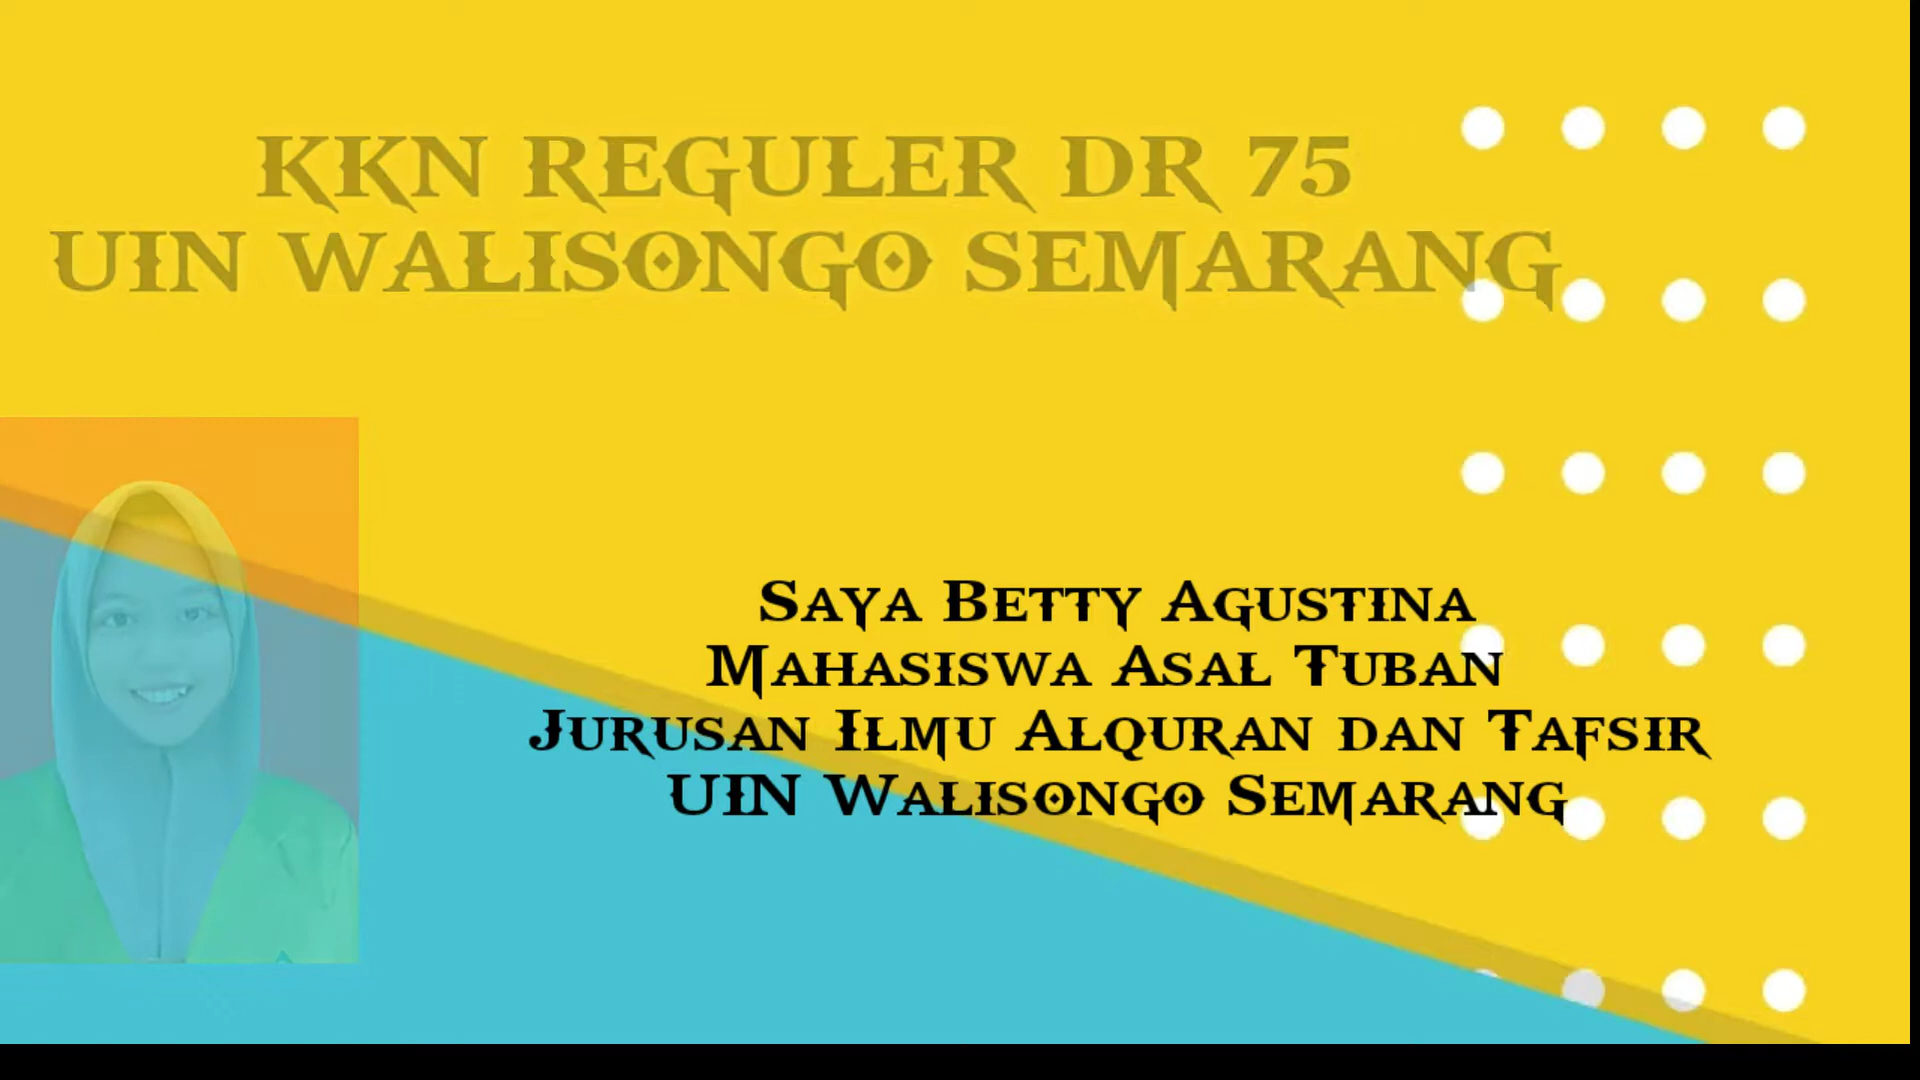 KKN REGULER DR 75
UIN WALISONGO SEMARANG
SAYA BETTY AGUSTINA
MAHASISWA ASAL TUBAN
JURUSAN ILMU ALQURAN DAN TAFSIR
UIN WALISONGO SEMARANG